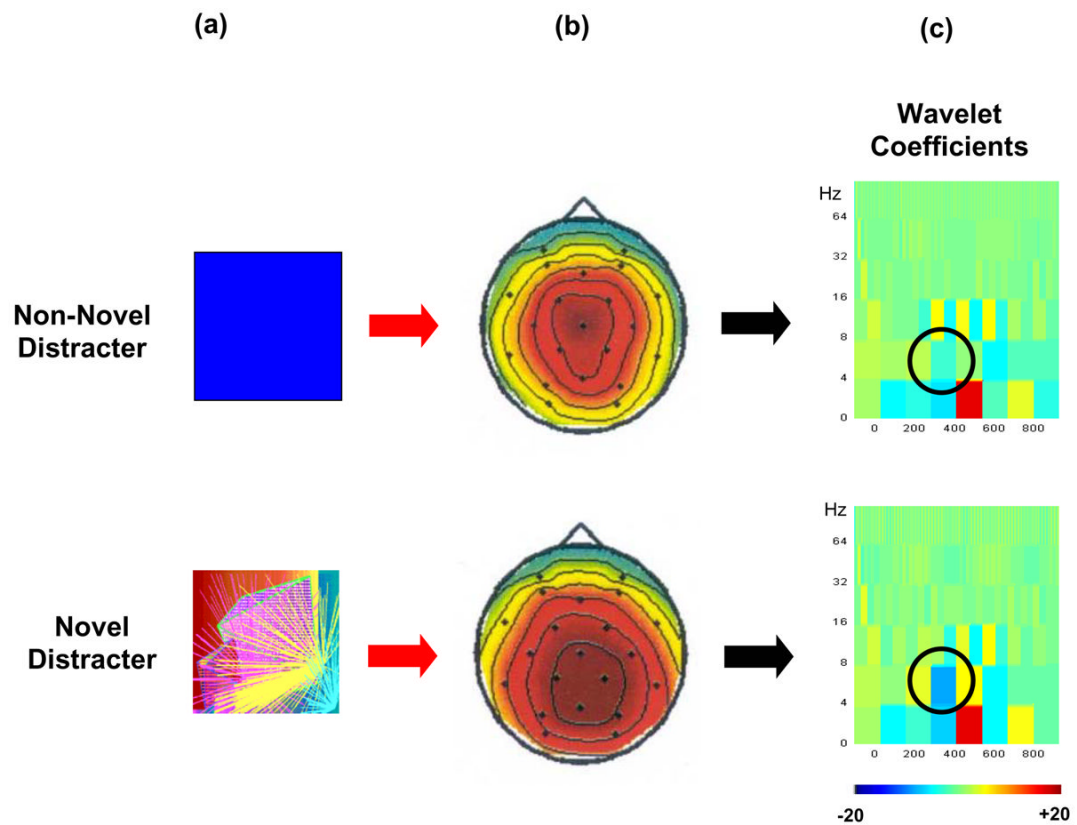 (a)
(b)
(c)
Wavelet
Coefficients
Hz
64
32
16
8
4
0
0 200 400 600 800
Non-Novel
Distracter
Hz
64
32
16
8
4
0
0 200 400 600 800
Novel
Distracter
-20 +20